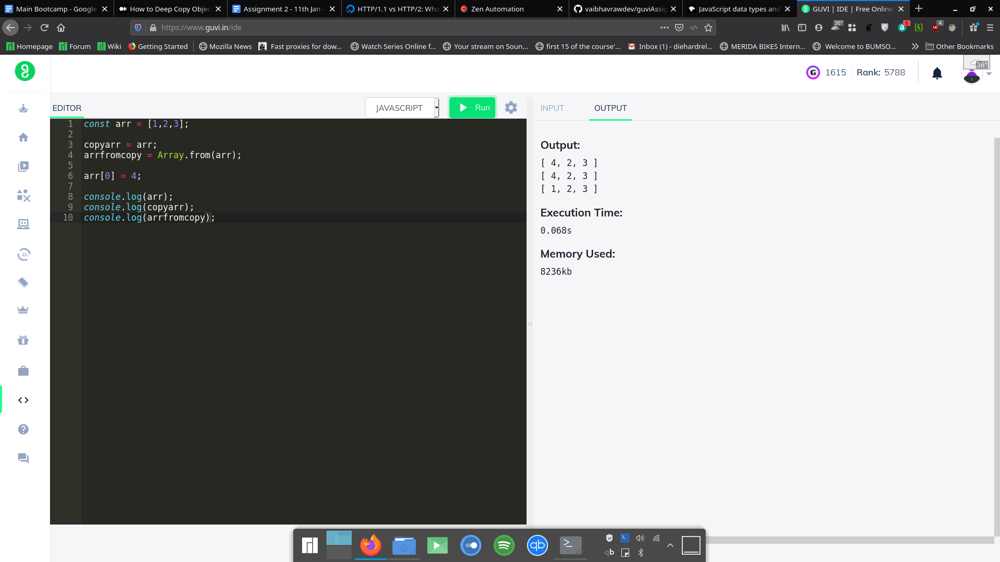 Main Bootcamp - Google
How to Deep Copy Objec
Assignment 2 - 11th Jan -
HTTP/1.1 vs HTTP/2: Wha
Zen Automation
vaibhavrawdev/guviAssig
JavaScript data types and
GUVI | IDE | Free Online
https://www.guvi.in/ide
36°
6
4
Homepage
Forum
Wiki
Getting Started
Mozilla News
Fast proxies for dow...
Watch Series Online f...
Your stream on Soun...
first 15 of the course'...
Inbox (1) - diehardrel...
MERIDA BIKES Intern...
Welcome to BUMSO...
Other Bookmarks
1615
Rank: 5788
36°
EDITOR
JAVASCRIPT
Run
INPUT
OUTPUT
1 const arr = [1,2,3];
2
3 copyarr = arr;
4 arrfromcopy = Array.from(arr);
5
6 arr[0] = 4;
7
8 console.log(arr);
9 console.log(copyarr);
10 console.log(arrfromcopy);
Output:
[ 4, 2, 3 ]
[ 4, 2, 3 ]
[ 1, 2, 3 ]
Execution Time:
0.068s
Memory Used:
8236kb
qb
qb